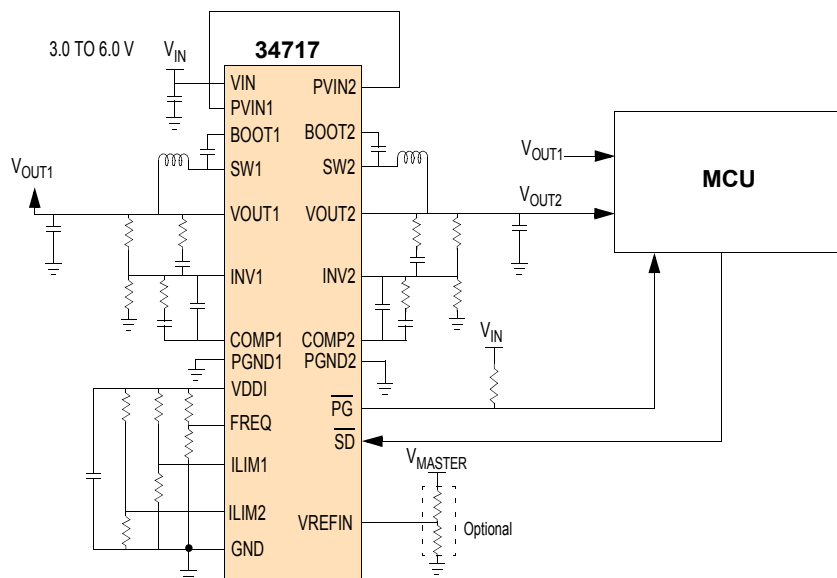 3.0 TO 6.0 V
VIN
34717
VIN
PVIN1
BOOT1
SW1
VOUT1
INV1
COMP1
PGND1
VDDI
FREQ
ILIM1
ILIM2
GND
PVIN2
BOOT2
SW2
VOUT2
INV2
COMP2
PGND2
PG
SD
VREFIN
VOUT1
VOUT1
VOUT2
MCU
VIN
VMASTER
Optional